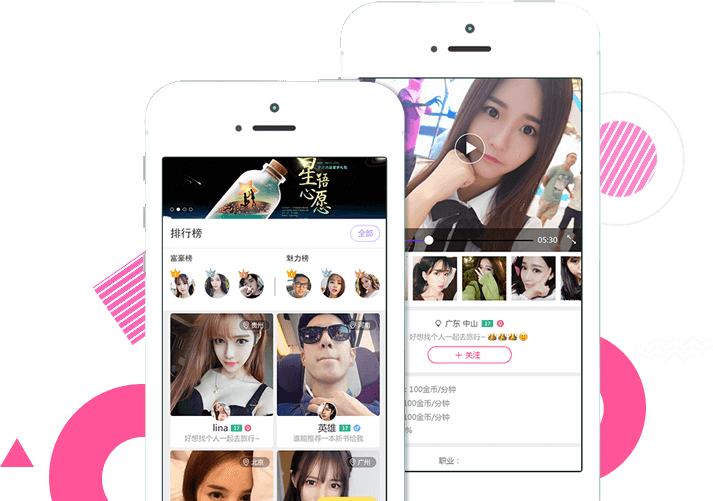 星语
心愿
排行榜
全部
富豪榜
魅力榜
贵州
河南
lina 17
英雄 17
好想找个人一起去旅行~
谁能推荐一本新书给我
北京
广州
05:30
广东 中山 17
好想找个人一起去旅行~
+ 关注
: 100金币/分钟
100金币/分钟
100金币/分钟
%
职业：